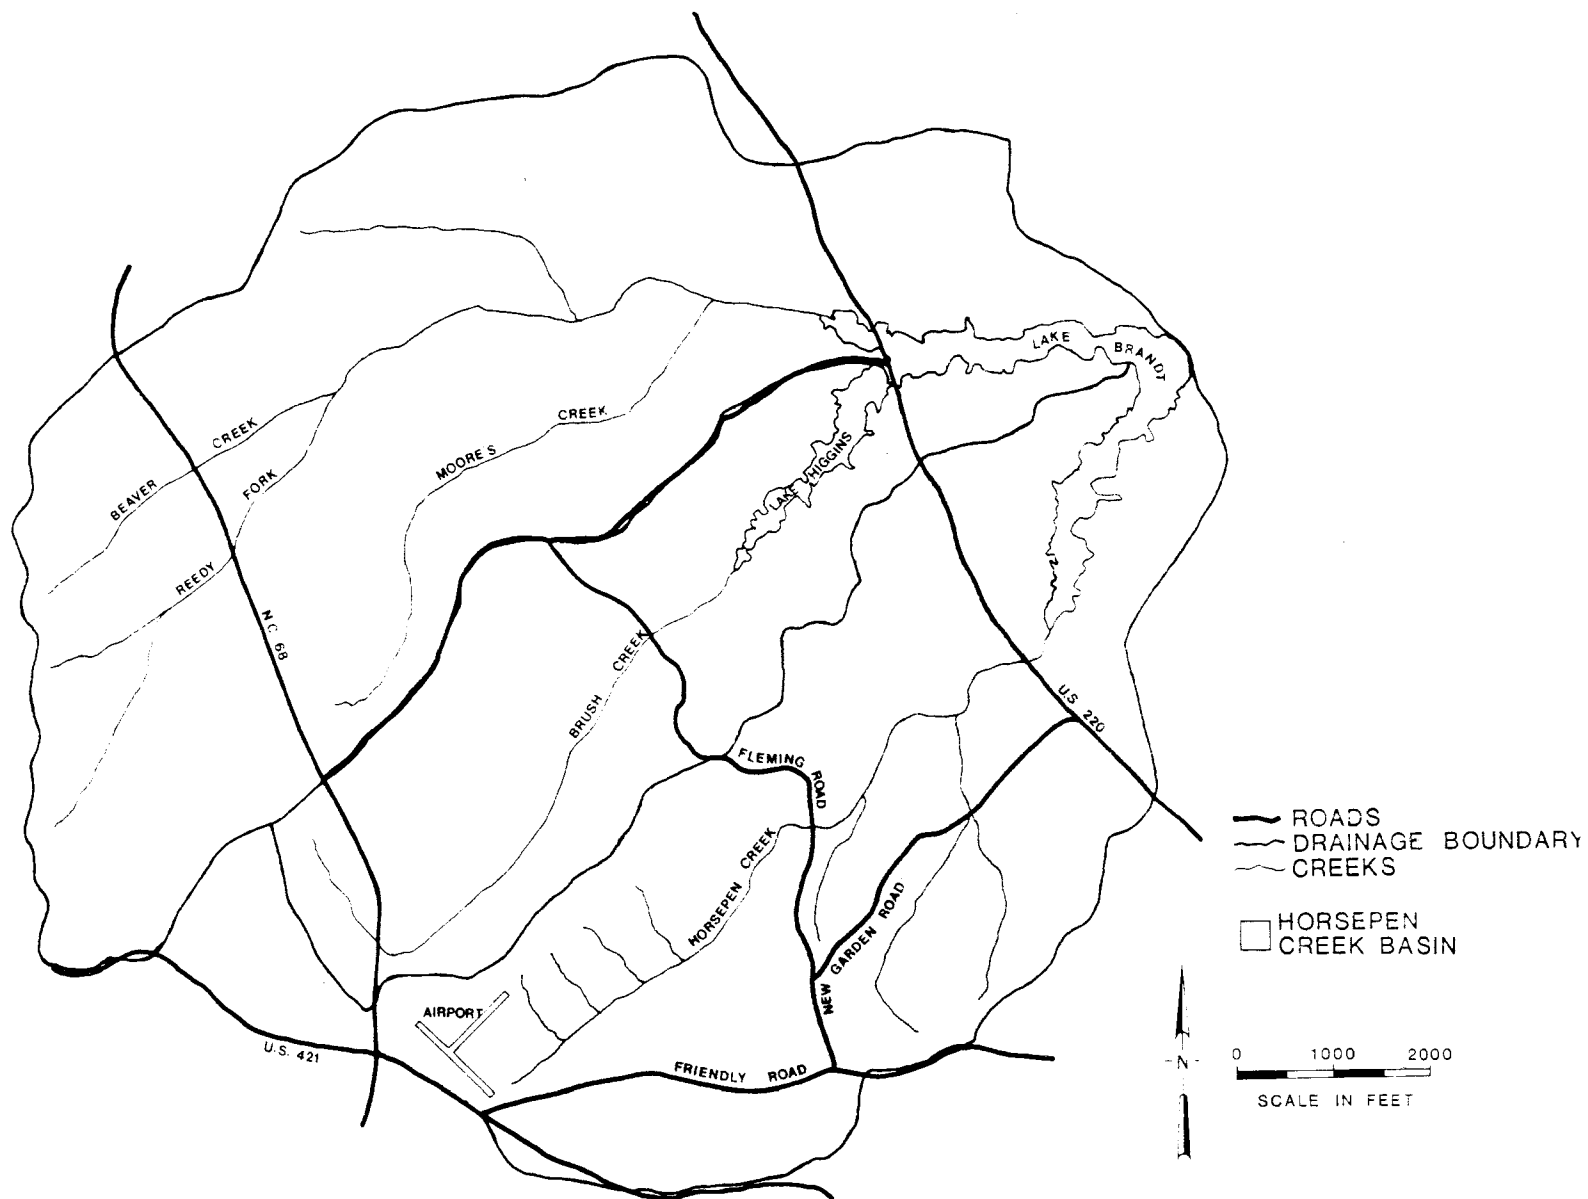 LAKE BRANDT
LAKE HIGGINS
BEAVER CREEK
REEDY FORK
MOORE'S CREEK
N.C. 68
BRUSH CREEK
U.S. 220
FLEMING ROAD
HORSEPEN CREEK
NEW GARDEN ROAD
AIRPORT
U.S. 421
FRIENDLY ROAD
ROADS
DRAINAGE BOUNDARY
CREEKS
HORSEPEN
CREEK BASIN
N
0 1000 2000
SCALE IN FEET